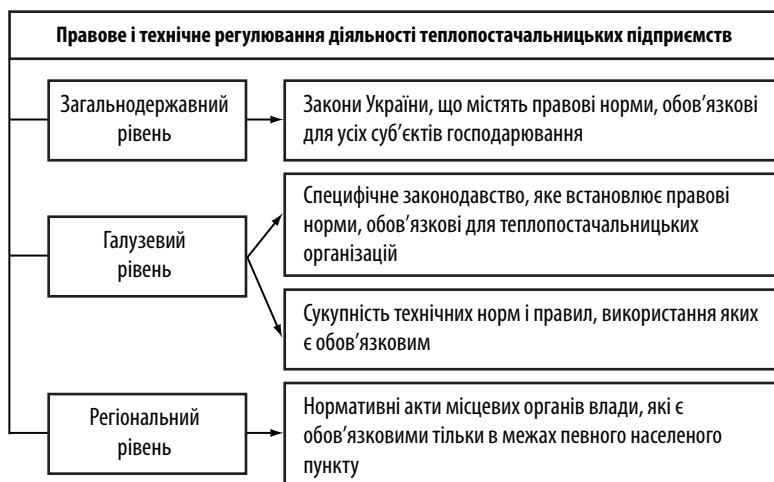 Правове і технічне регулювання діяльності теплопостачальницьких підприємств
Загальнодержавний
рівень
Закони України, що містять правові норми, обов’язкові
для усіх суб’єктів господарювання
Галузевий
рівень
Специфічне законодавство, яке встановлює правові
норми, обов’язкові для теплопостачальницьких
організацій
Сукупність технічних норм і правил, використання яких
є обов’язковим
Регіональний
рівень
Нормативні акти місцевих органів влади, які є
обов’язковими тільки в межах певного населеного
пункту